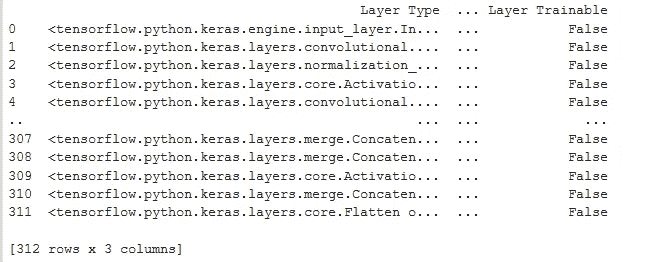 Layer Type ... Layer Trainable
0 <tensorflow.python.keras.engine.input_layer.In... ... False
1 <tensorflow.python.keras.layers.convolutional.... ... False
2 <tensorflow.python.keras.layers.normalization_... ... False
3 <tensorflow.python.keras.layers.core.Activatio... ... False
4 <tensorflow.python.keras.layers.convolutional.... ... False
.. ... ... ...
307 <tensorflow.python.keras.layers.merge.Concaten... ... False
308 <tensorflow.python.keras.layers.merge.Concaten... ... False
309 <tensorflow.python.keras.layers.core.Activatio... ... False
310 <tensorflow.python.keras.layers.merge.Concaten... ... False
311 <tensorflow.python.keras.layers.core.Flatten o... ... False
[312 rows x 3 columns]